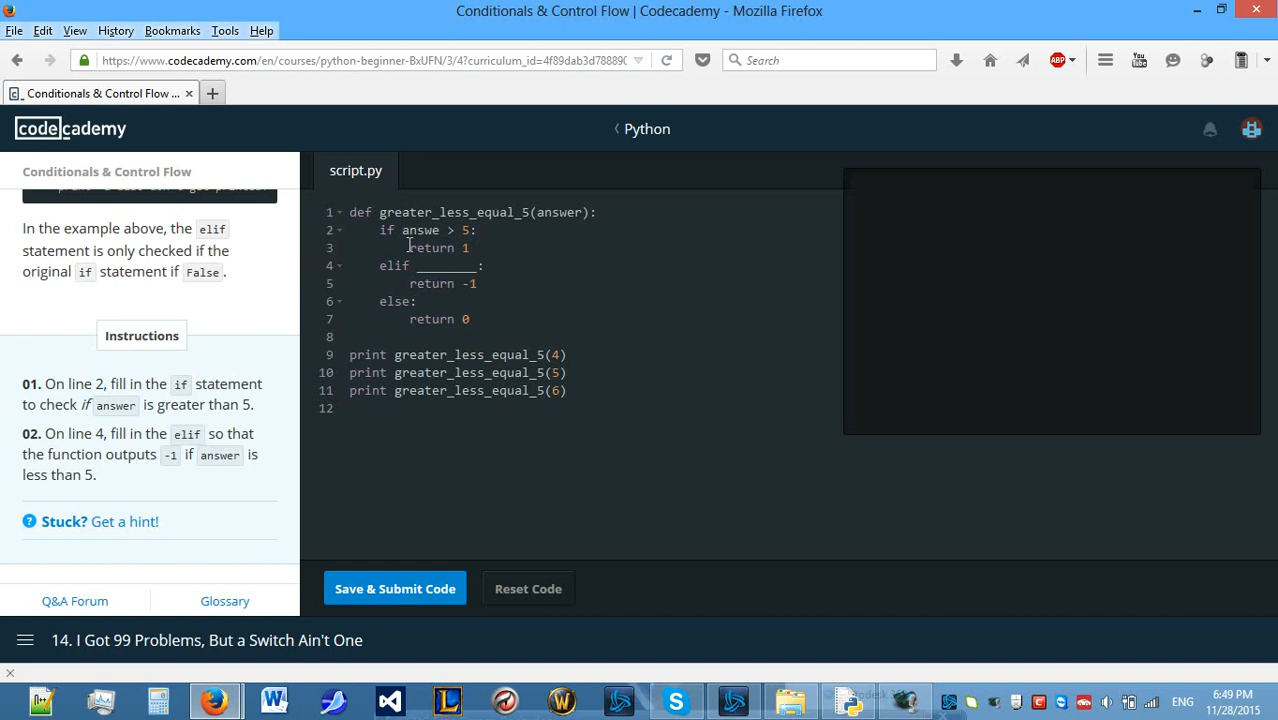 Conditionals & Control Flow | Codecademy - Mozilla Firefox
File Edit View History Bookmarks Tools Help
https://www.codecademy.com/en/courses/python-beginner-BxUFN/3/4?curriculum_id=4f89dab3d78889
Search
ABP
You Tube
Conditionals & Control Flow ...
codecademy
Python
Conditionals & Control Flow
script.py
In the example above, the elif
statement is only checked if the
original if statement if False.
Instructions
01. On line 2, fill in the if statement
to check if answer is greater than 5.
02. On line 4, fill in the elif so that
the function outputs -1 if answer is
less than 5.
Stuck? Get a hint!
Q&A Forum
Glossary
1 def greater_less_equal_5(answer):
2 if answe > 5:
3 return 1
4 elif ________:
5 return -1
6 else:
7 return 0
8
9 print greater_less_equal_5(4)
10 print greater_less_equal_5(5)
11 print greater_less_equal_5(6)
12
Save & Submit Code
Reset Code
14. I Got 99 Problems, But a Switch Ain't One
ENG
6:49 PM
11/28/2015